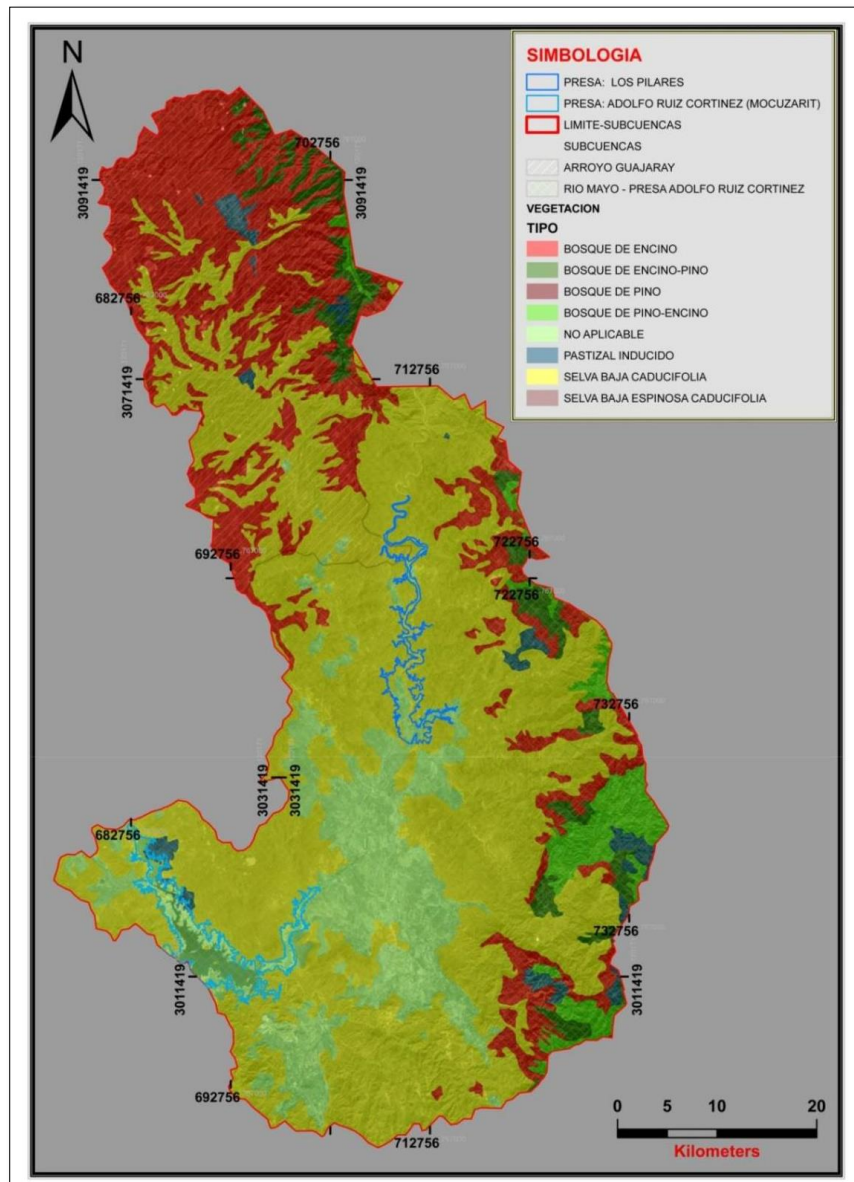 N
SIMBOLOGIA
PRESA: LOS PILARES
PRESA: ADOLFO RUIZ CORTINEZ (MOCUZARIT)
LIMITE-SUBCUENCAS
SUBCUENCAS
ARROYO GUAJARAY
RIO MAYO - PRESA ADOLFO RUIZ CORTINEZ
VEGETACION
TIPO
BOSQUE DE ENCINO
BOSQUE DE ENCINO-PINO
BOSQUE DE PINO
BOSQUE DE PINO-ENCINO
NO APLICABLE
PASTIZAL INDUCIDO
SELVA BAJA CADUCIFOLIA
SELVA BAJA ESPINOSA CADUCIFOLIA
702756
3091419
3091419
682756
3071419
712756
692756
722756
722756
732756
3031419
3031419
682756
732756
3011419
3011419
692756
712756
0 5 10 20
Kilometers